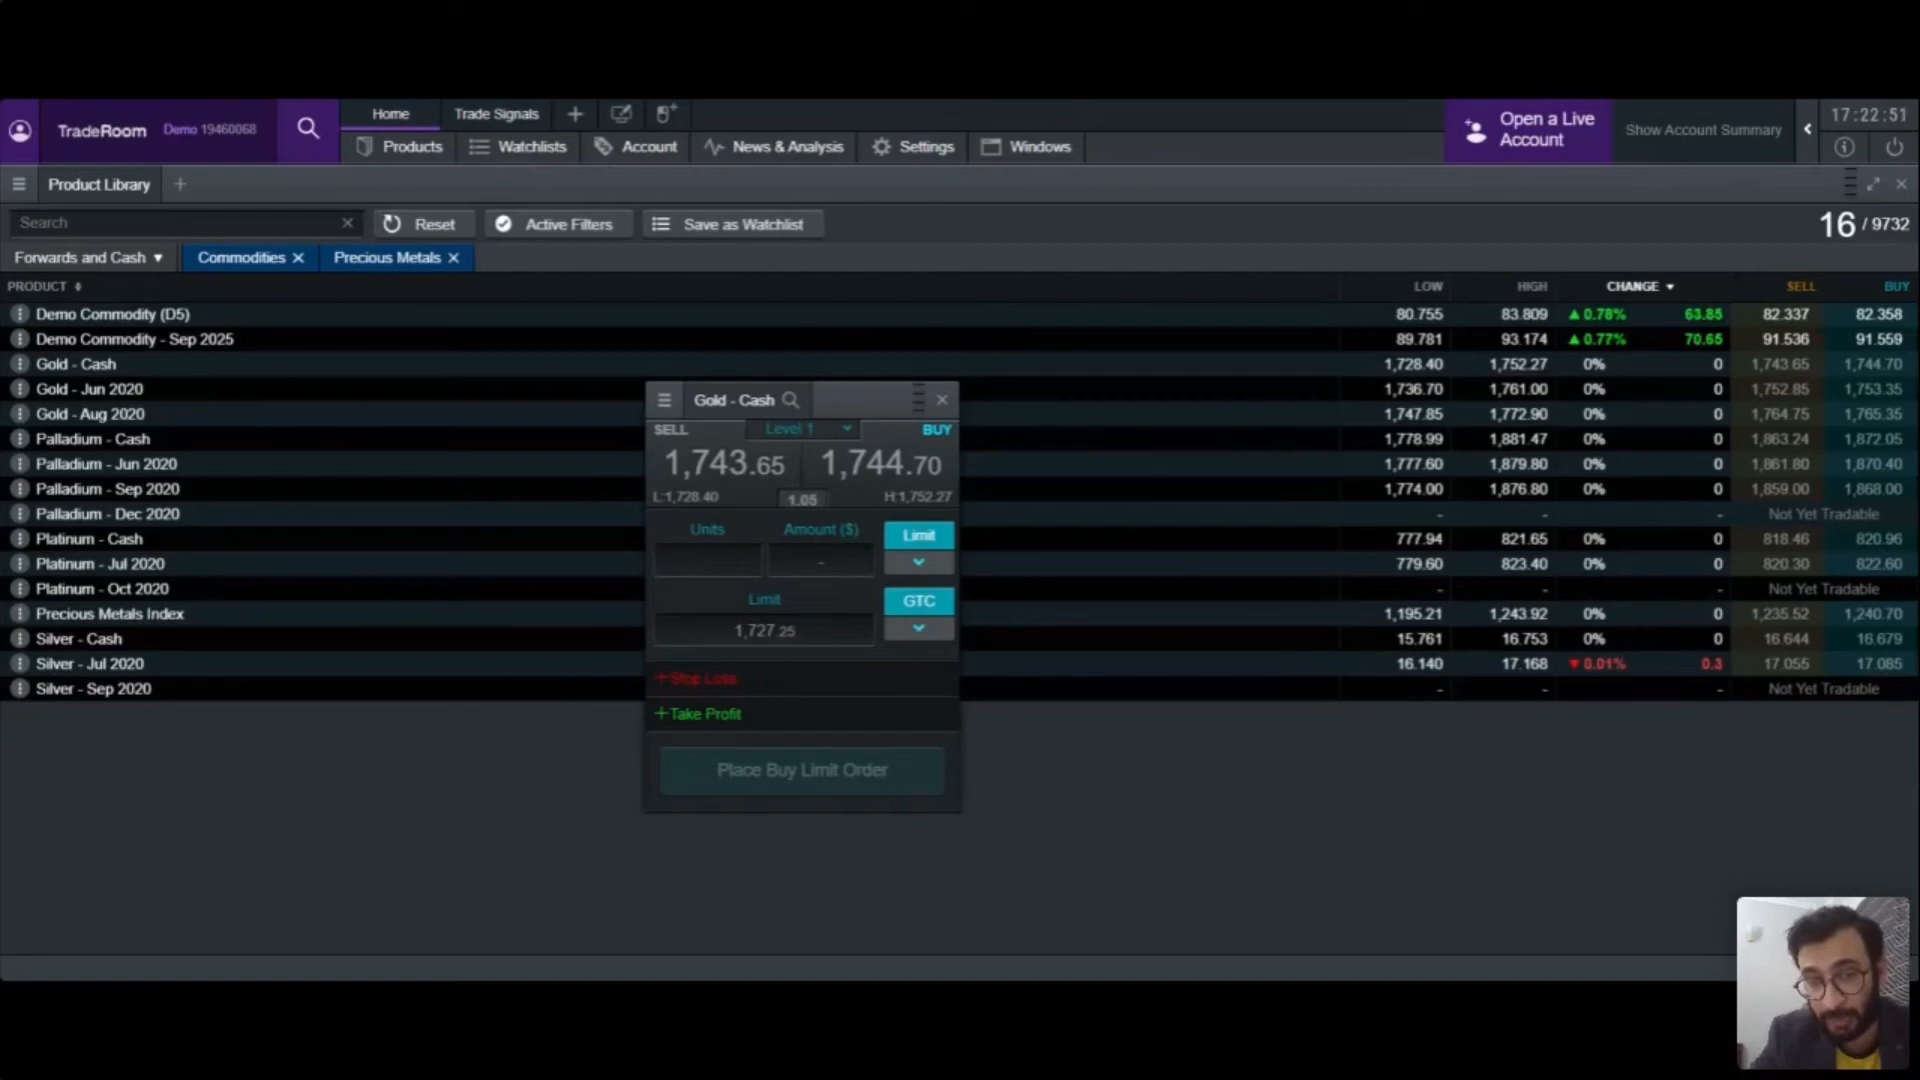 Home Trade Signals
TradeRoom Demo 19460068
Open a Live Account
Show Account Summary
17:22:51
Products Watchlists Account News & Analysis Settings Windows
Product Library
Search Reset Active Filters Save as Watchlist 16 / 9732
Forwards and Cash Commodities Precious Metals
PRODUCT LOW HIGH CHANGE SELL BUY
Demo Commodity (D5) 80.755 83.809 0.78% 63.85 82.337 82.358
Demo Commodity - Sep 2025 89.781 93.174 0.77% 70.65 91.536 91.559
Gold - Cash 1,728.40 1,752.27 0% 0 1,743.65 1,744.70
Gold - Jun 2020 1,736.70 1,761.00 0% 0 1,752.85 1,753.35
Gold - Aug 2020 1,747.85 1,772.90 0% 0 1,764.75 1,765.35
Palladium - Cash 1,778.99 1,881.47 0% 0 1,863.24 1,872.05
Palladium - Jun 2020 1,777.60 1,879.80 0% 0 1,861.80 1,870.40
Palladium - Sep 2020 1,774.00 1,876.80 0% 0 1,859.00 1,868.00
Palladium - Dec 2020 - - - Not Yet Tradable
Platinum - Cash 777.94 821.65 0% 0 818.46 820.96
Platinum - Jul 2020 779.60 823.40 0% 0 820.30 822.60
Platinum - Oct 2020 - - - Not Yet Tradable
Precious Metals Index 1,195.21 1,243.92 0% 0 1,235.52 1,240.70
Silver - Cash 15.761 16.753 0% 0 16.644 16.679
Silver - Jul 2020 16.140 17.168 0.01% 0.3 17.055 17.085
Silver - Sep 2020 - - - Not Yet Tradable
Gold - Cash
SELL Level 1 BUY
1,743.65 1,744.70
L:1,728.40 1.05 H:1,752.27
Units Amount ($) Limit
-
Limit GTC
1,727.25
+Stop Loss
+Take Profit
Place Buy Limit Order